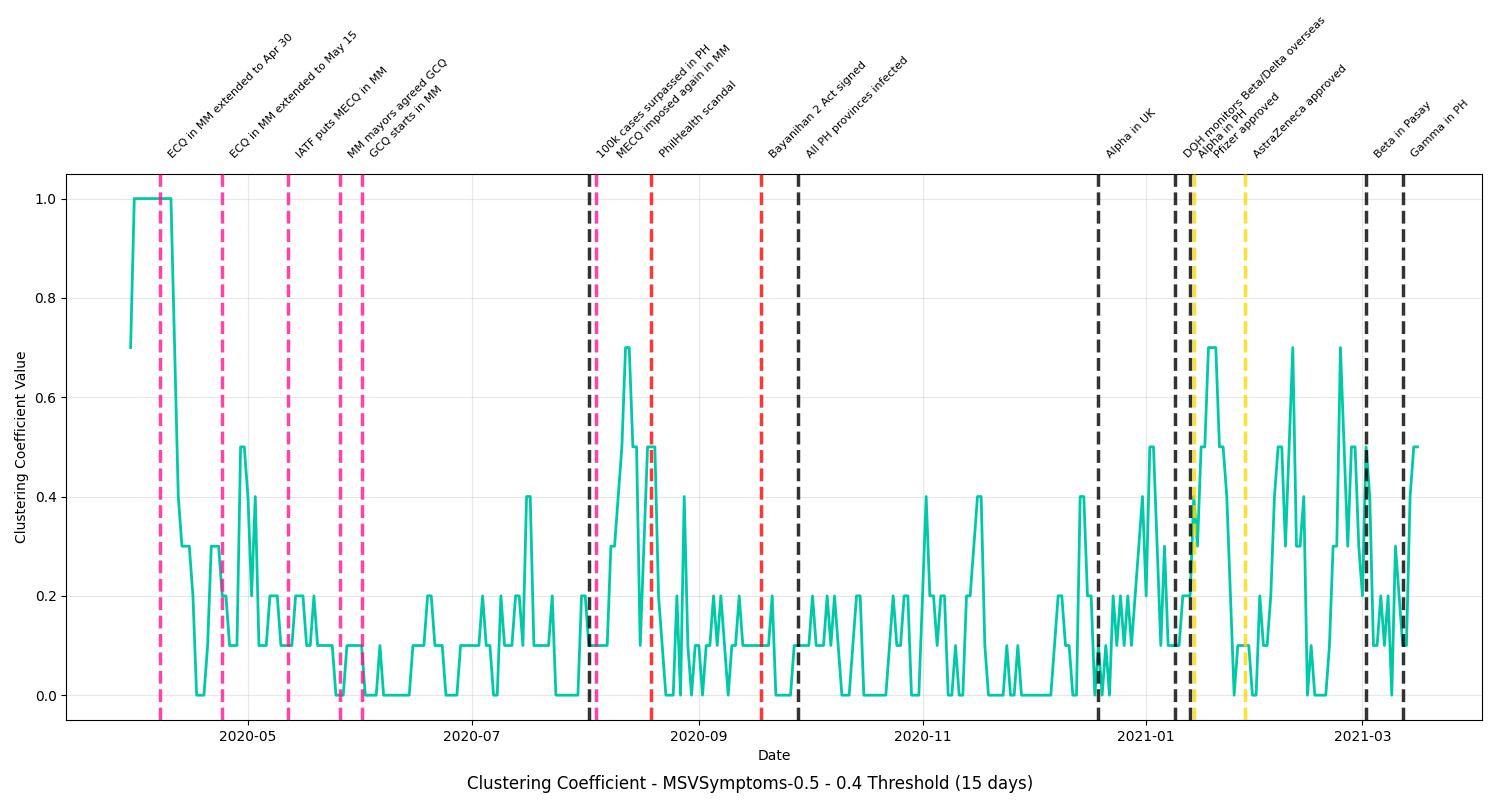 ECQ in MM extended to Apr 30
ECQ in MM extended to May 15
IATF puts MECQ in MM
MM mayors agreed GCQ
GCQ starts in MM
100k cases surpassed in PH
MECQ imposed again in MM
PhilHealth scandal
Bayanihan 2 Act signed
All PH provinces infected
Alpha in UK
DOH monitors Beta/Delta overseas
Alpha in PH
Pfizer approved
AstraZeneca approved
Beta in Pasay
Gamma in PH
Clustering Coefficient Value
1.0
0.8
0.6
0.4
0.2
0.0
2020-05
2020-07
2020-09
2020-11
2021-01
2021-03
Date
Clustering Coefficient - MSVSymptoms-0.5 - 0.4 Threshold (15 days)